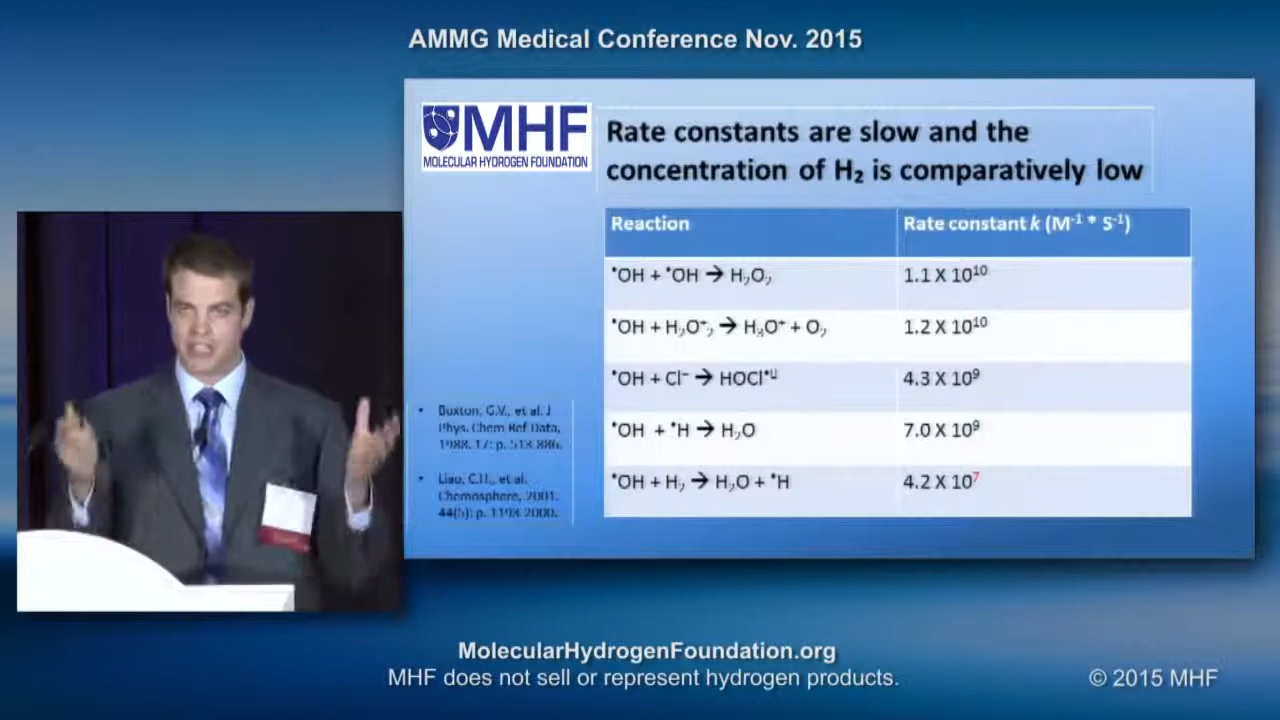 AMMG Medical Conference Nov. 2015
MHF
MOLECULAR HYDROGEN FOUNDATION
Rate constants are slow and the
concentration of H₂ is comparatively low
Reaction Rate constant k (M⁻¹ * S⁻¹)
•OH + •OH → H₂O₂ 1.1 X 10¹⁰
•OH + → + O₂ 1.2 X 10¹⁰
•OH + Cl⁻ → 4.3 X 10⁹
•OH + •H → H₂O 7.0 X 10⁹
•OH + H₂ → H₂O + •H 4.2 X 10⁷
• Buxton, G.V., et al. J
Phys. Chem Ref Data,
1988. 17: p. 513-886.
• Liao, C.H., et al.
Chemosphere, 2001.
44(5): p. 1193-2000.
MolecularHydrogenFoundation.org
MHF does not sell or represent hydrogen products.
© 2015 MHF